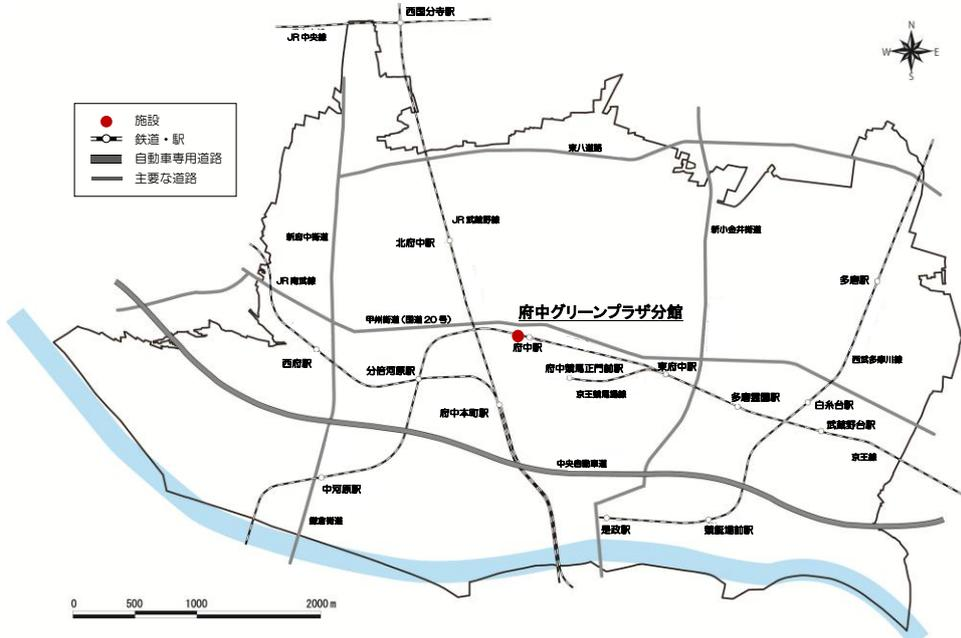 西国分寺駅
JR 中央線
N
W
E
S
施設
鉄道・駅
自動車専用道路
主要な道路
東八道路
JR 武蔵野線
新府中街道
北府中駅
新小金井街道
JR 南武線
多磨駅
府中グリーンプラザ分館
甲州街道（国道20号）
府中駅
西府駅
分倍河原駅
府中競馬正門前駅
東府中駅
西武多摩川線
京王競馬場線
多磨霊園駅
白糸台駅
府中本町駅
武蔵野台駅
京王線
中央自動車道
中河原駅
鎌倉街道
是政駅
競艇場前駅
0
500
1000
2000 m